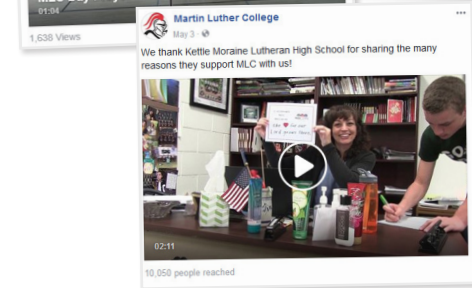 01:04
1,638 Views
Martin Luther College
May 3
We thank Kettle Moraine Lutheran High School for sharing the many
reasons they support MLC with us!
02:11
10,050 people reached